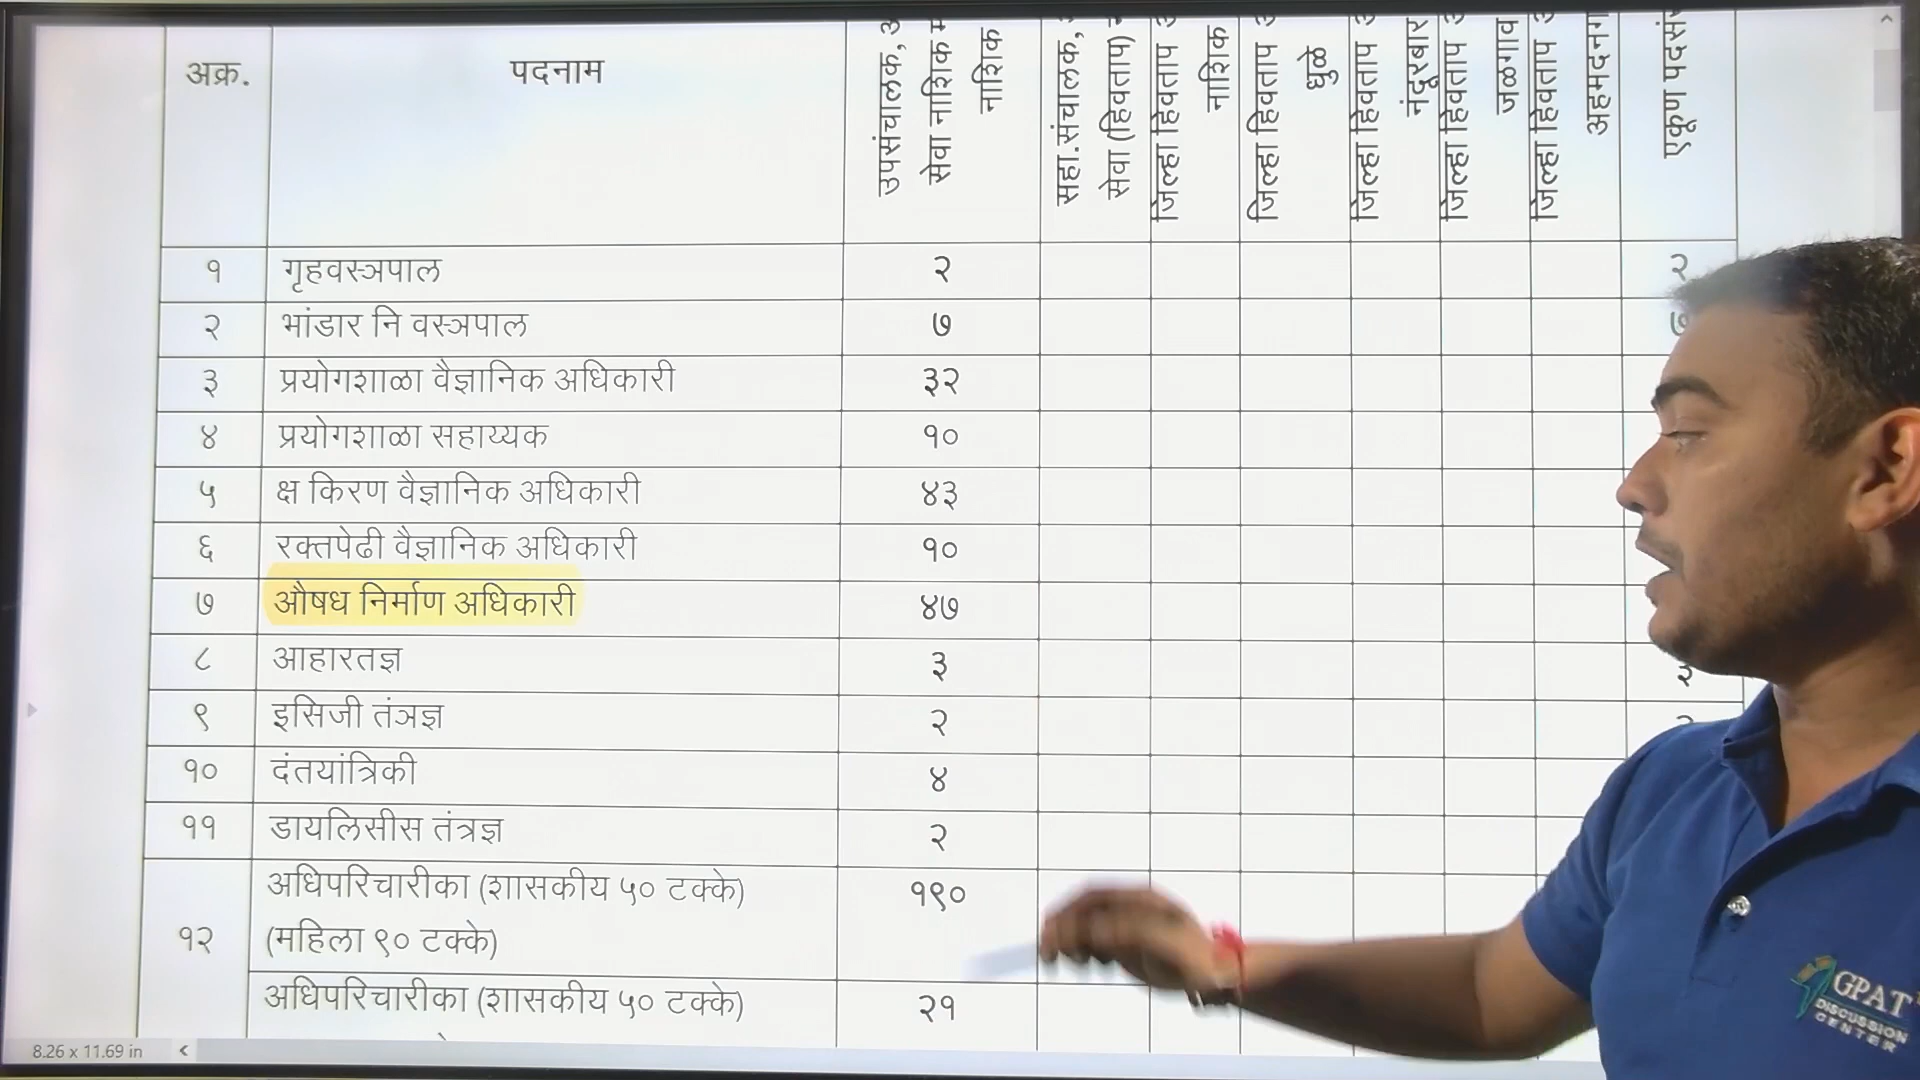 अक्र. पदनाम
उपसंचालक,
सेवा नाशिक
नाशिक
सहा.संचालक,
सेवा (हिवताप)
जिल्हा हिवताप
नाशिक
जिल्हा हिवताप
धुळे
जिल्हा हिवताप
नंदूरबार
जिल्हा हिवताप
जळगाव
जिल्हा हिवताप
एकूण
१ गृहवस्त्रपाल २ २
२ भांडार नि वस्त्रपाल ७ ७
३ प्रयोगशाळा वैज्ञानिक अधिकारी ३२
४ प्रयोगशाळा सहाय्यक १०
५ क्ष किरण वैज्ञानिक अधिकारी ४३
६ रक्तपेढी वैज्ञानिक अधिकारी १०
७ औषध निर्माण अधिकारी ४७
८ आहारतज्ञ ३
९ इसिजी तंत्रज्ञ २
१० दंतयांत्रिकी ४
११ डायलिसीस तंत्रज्ञ २
१२ अधिपरिचारीका (शासकीय ५० टक्के) १९०
(महिला ९० टक्के)
अधिपरिचारीका (शासकीय ५० टक्के) २१
8.26 x 11.69 in
GPAT
DISCUSSION
CENTER